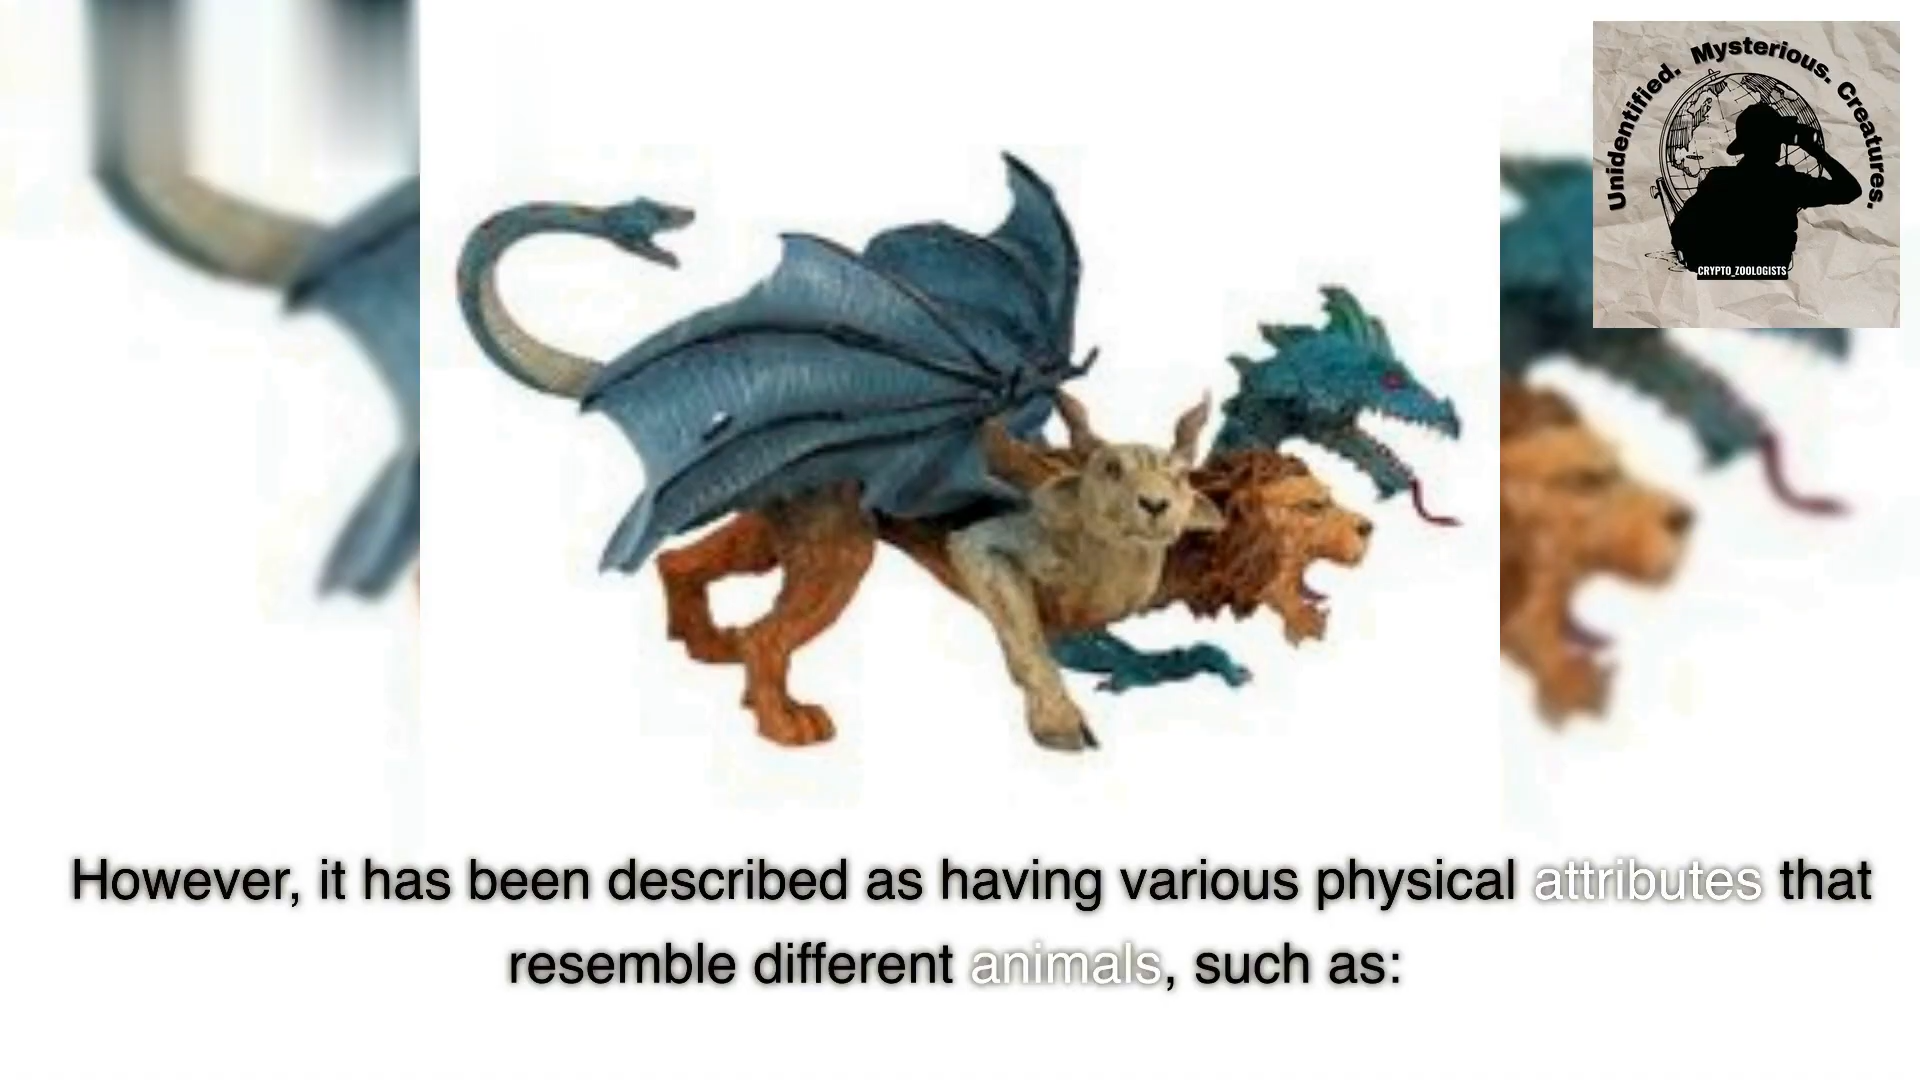 Unidentified. Mysterious. Creatures.
CRYPTO_ZOOLOGISTS
However, it has been described as having various physical attributes that
resemble different animals, such as: